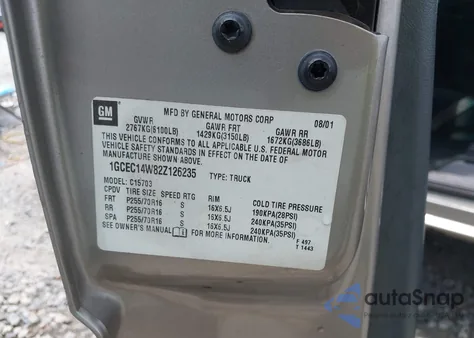 GM
MFD BY GENERAL MOTORS CORP 08/01
GVWR GAWR FRT GAWR RR
2767KG(6100LB) 1429KG(3150LB) 1672KG(3686LB)
THIS VEHICLE CONFORMS TO ALL APPLICABLE U.S. FEDERAL MOTOR
VEHICLE SAFETY STANDARDS IN EFFECT ON THE DATE OF
MANUFACTURE SHOWN ABOVE.
1GCEC14W82Z126235 TYPE: TRUCK
MODEL: C15703
CPDV TIRE SIZE SPEED RTG RIM COLD TIRE PRESSURE
FRT P255/70R16 S 16X6.5J 190KPA(28PSI)
RR P255/70R16 S 16X6.5J 240KPA(35PSI)
SPA P255/70R16 S 16X6.5J 240KPA(35PSI)
SEE OWNER'S MANUAL FOR MORE INFORMATION. F 497
T 1443
autoSnap